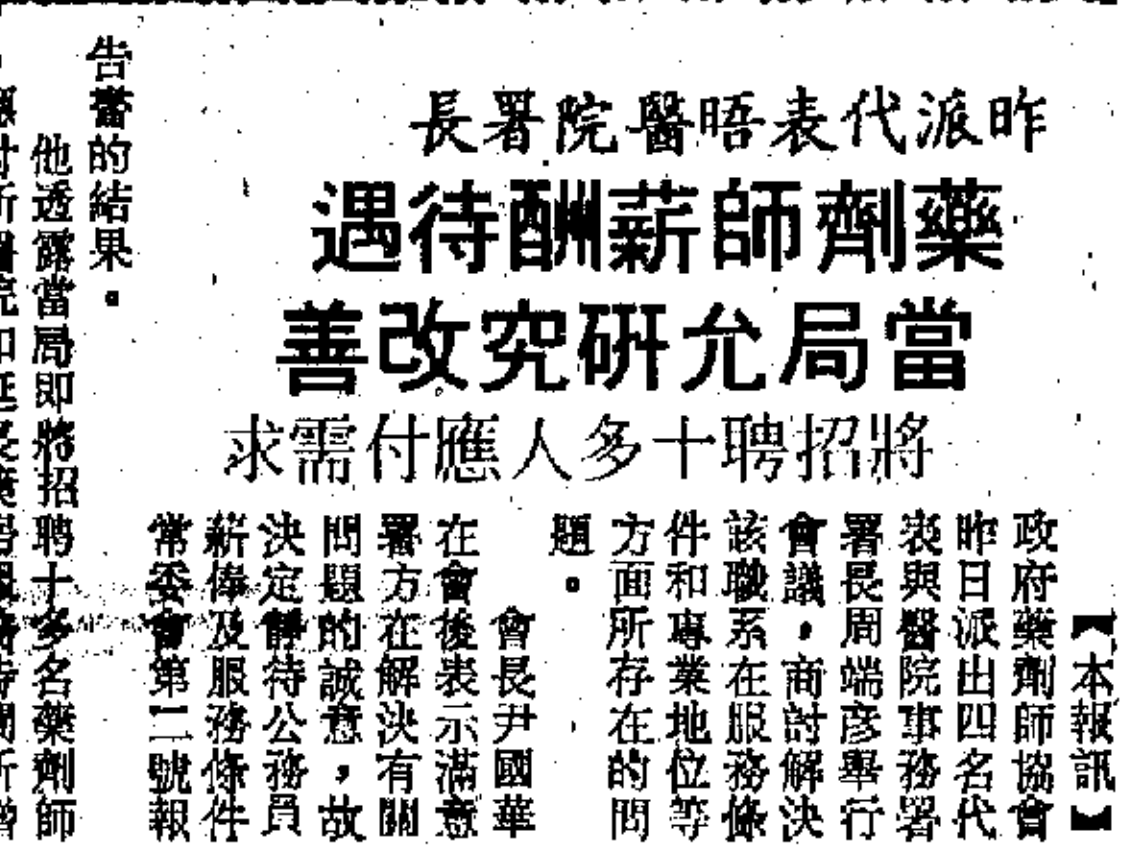 昨派代表晤醫院署長
藥劑師薪酬待遇
當局允研究改善
將招聘十多人應付需求
【本報訊】
政府藥劑師協會
昨日派出四名代
表與醫院事務署
署長周端彥舉行
會議，商討解決
該職系在服務條
件和專業地位等
方面所存在的問
題。
會長尹國華
在會後表示滿意
署方在解決有關
問題的誠意，故
決定靜待公務員
薪俸及服務條件
常委會第二號報
告書的結果。
他透露當局即將招聘十多名藥劑師